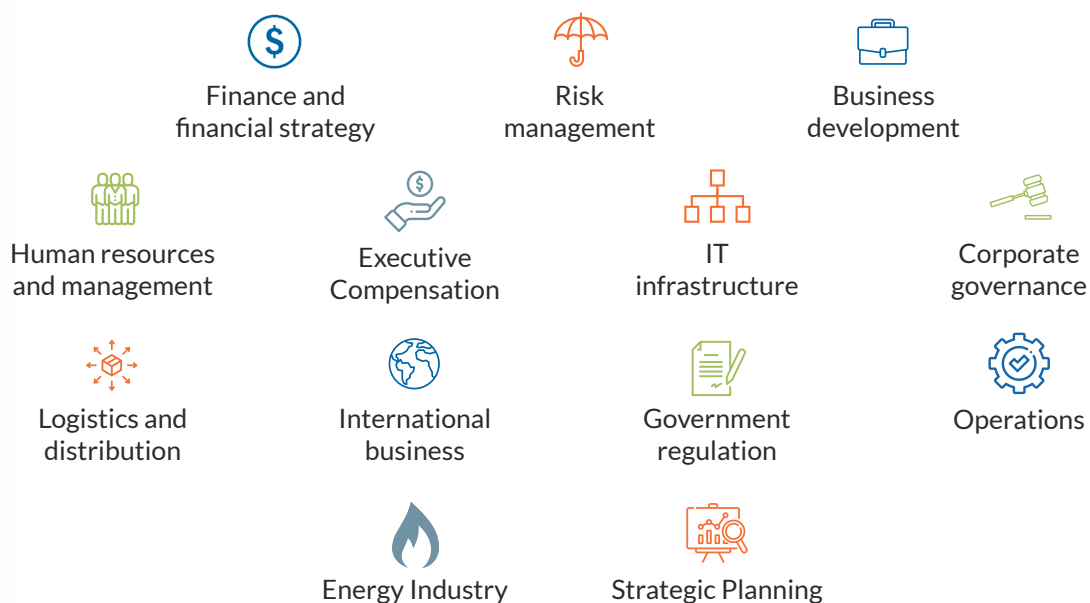 $
Finance and
financial strategy
Risk
management
Business
development
Human resources
and management
$
Executive
Compensation
IT
infrastructure
Corporate
governance
Logistics and
distribution
International
business
Government
regulation
Operations
Energy Industry
Strategic Planning